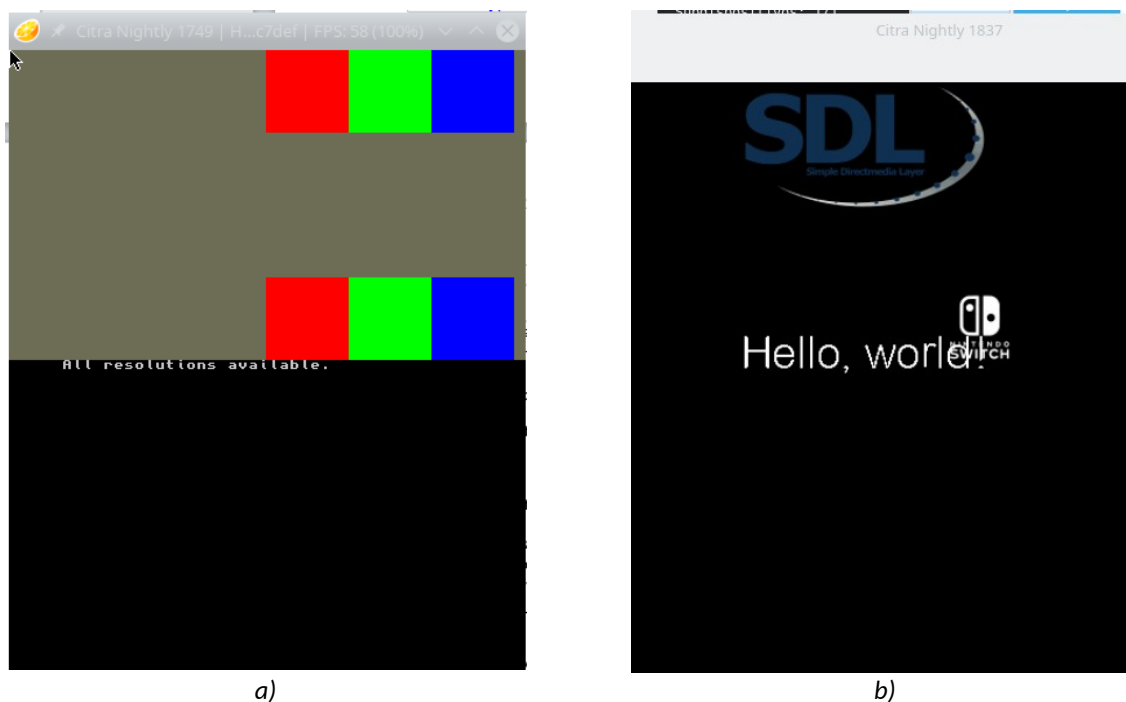 Citra Nightly 1749 | H...c7def | FPS: 58 (100%)
All resolutions available.
a)
Citra Nightly 1837
SDL
Simple Directmedia Layer
Hello, world!
NINTENDO
SWITCH
b)